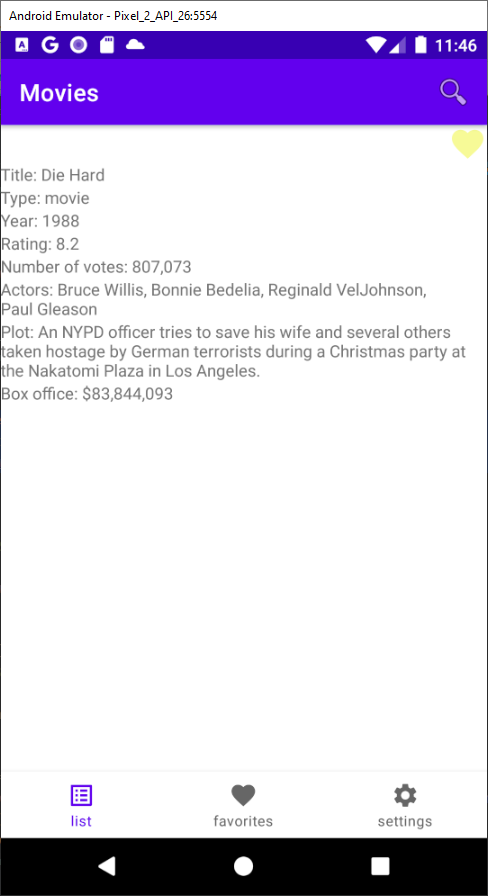 Android Emulator - Pixel_2_API_26:5554
A G 11:46
Movies
Title: Die Hard
Type: movie
Year: 1988
Rating: 8.2
Number of votes: 807,073
Actors: Bruce Willis, Bonnie Bedelia, Reginald VelJohnson,
Paul Gleason
Plot: An NYPD officer tries to save his wife and several others
taken hostage by German terrorists during a Christmas party at
the Nakatomi Plaza in Los Angeles.
Box office: $83,844,093
list favorites settings